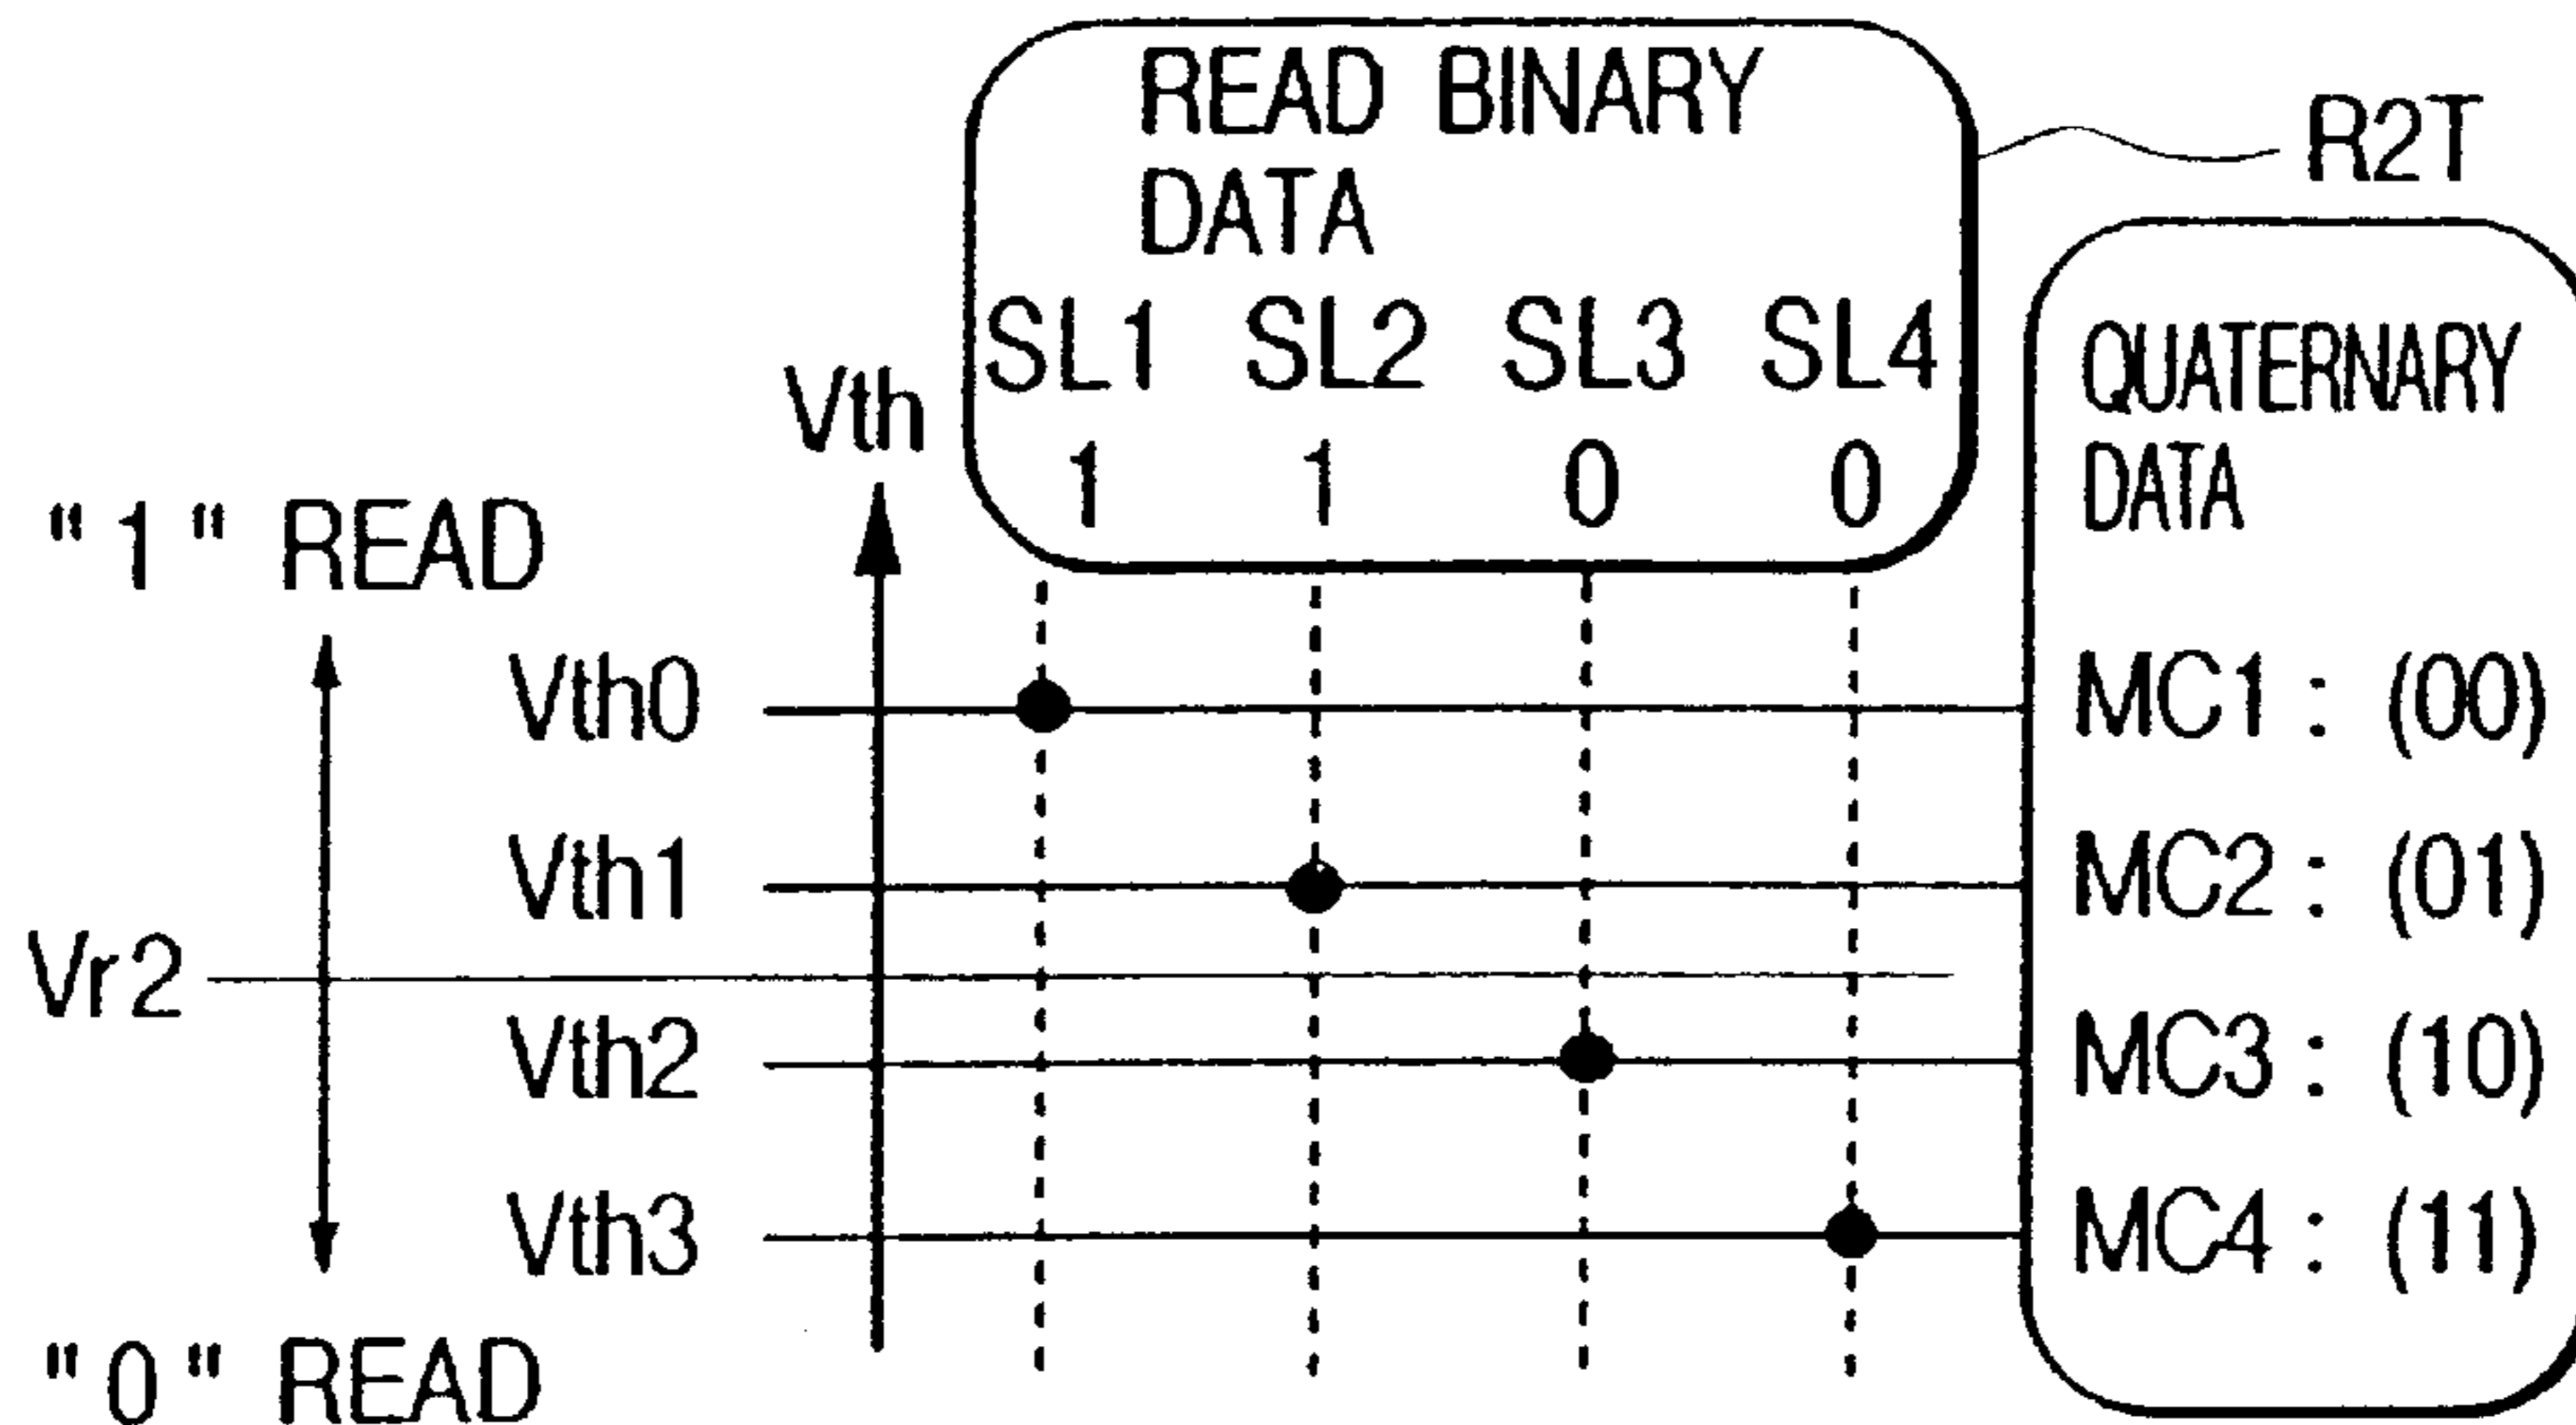 READ BINARY
DATA
R2T
SL1 SL2 SL3 SL4
1 1 0 0
QUATERNARY
DATA
Vth
" 1 " READ
Vth0
MC1 : (00)
Vth1
MC2 : (01)
Vr2
Vth2
MC3 : (10)
Vth3
MC4 : (11)
" 0 " READ